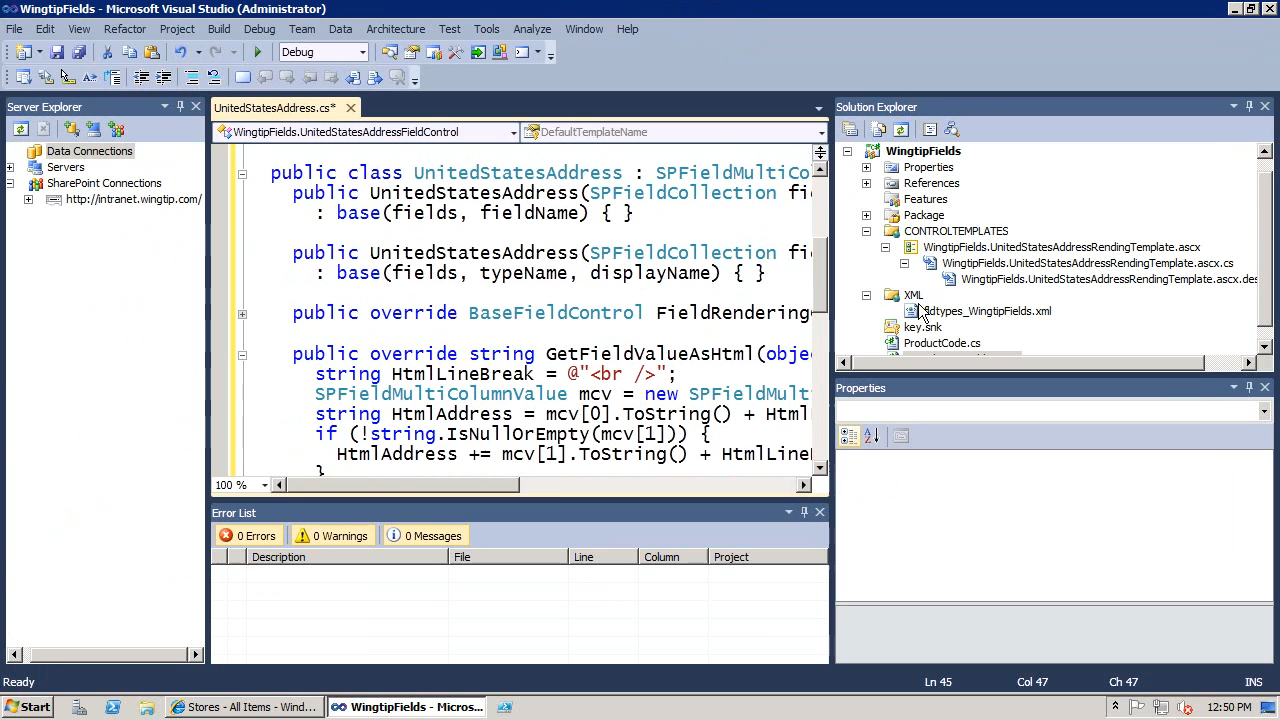 WingtipFields - Microsoft Visual Studio (Administrator)
File Edit View Refactor Project Build Debug Team Data Architecture Test Tools Analyze Window Help
Debug
Server Explorer
Data Connections
Servers
SharePoint Connections
http://intranet.wingtip.com/
UnitedStatesAddress.cs*
WingtipFields.UnitedStatesAddressFieldControl
DefaultTemplateName
public class UnitedStatesAddress : SPFieldMultiCo
public UnitedStatesAddress(SPFieldCollection fi
: base(fields, fieldName) { }
public UnitedStatesAddress(SPFieldCollection fi
: base(fields, typeName, displayName) { }
public override BaseFieldControl FieldRendering
public override string GetFieldValueAsHtml(obje
string HtmlLineBreak = @"<br />";
SPFieldMultiColumnValue mcv = new SPFieldMulti
string HtmlAddress = mcv[0].ToString() + Html
if (!string.IsNullOrEmpty(mcv[1])) {
HtmlAddress += mcv[1].ToString() + HtmlLine
}
100 %
Error List
0 Errors 0 Warnings 0 Messages
Description File Line Column Project
Solution Explorer
WingtipFields
Properties
References
Features
Package
CONTROLTEMPLATES
WingtipFields.UnitedStatesAddressRendingTemplate.ascx
WingtipFields.UnitedStatesAddressRendingTemplate.ascx.cs
WingtipFields.UnitedStatesAddressRendingTemplate.ascx.des
XML
fldtypes_WingtipFields.xml
key.snk
ProductCode.cs
Properties
Ready Ln 45 Col 47 Ch 47 INS
Start Stores - All Items - Wind... WingtipFields - Micros... 12:50 PM